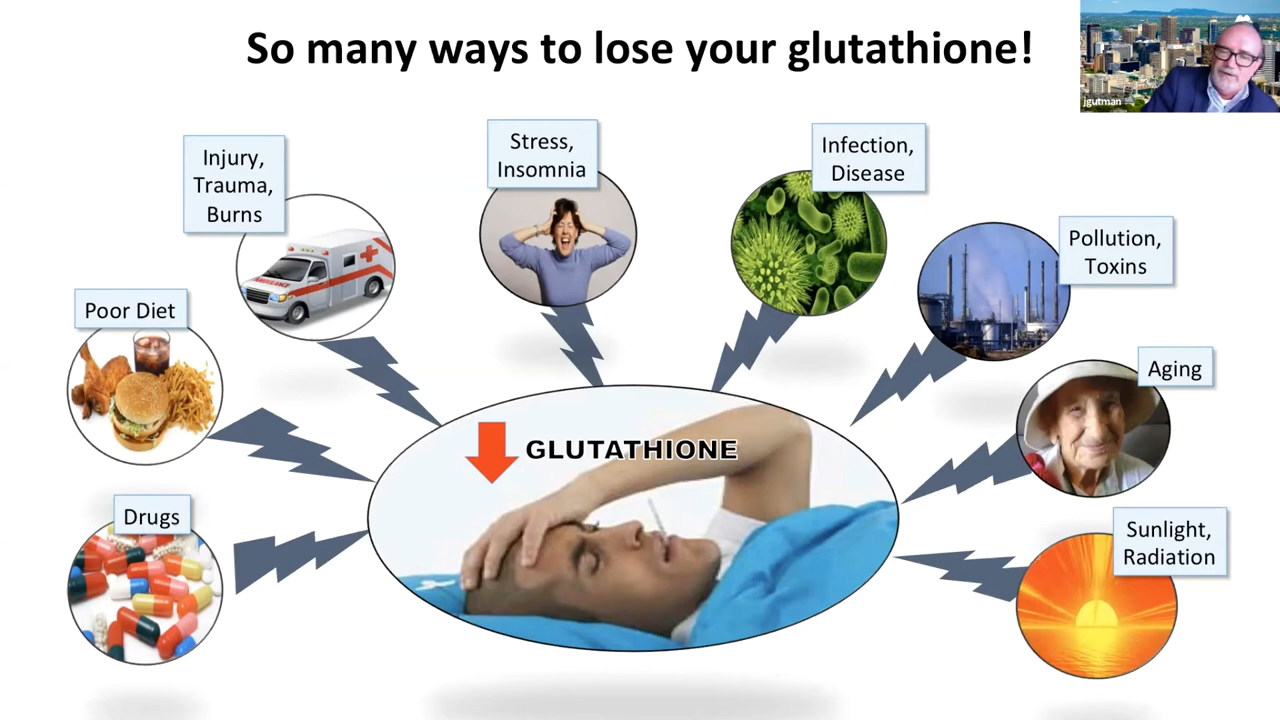 So many ways to lose your glutathione!
jgutman
Injury,
Trauma,
Burns
Stress,
Insomnia
Infection,
Disease
Pollution,
Toxins
Poor Diet
AMBULANCE
Aging
GLUTATHIONE
Drugs
Sunlight,
Radiation